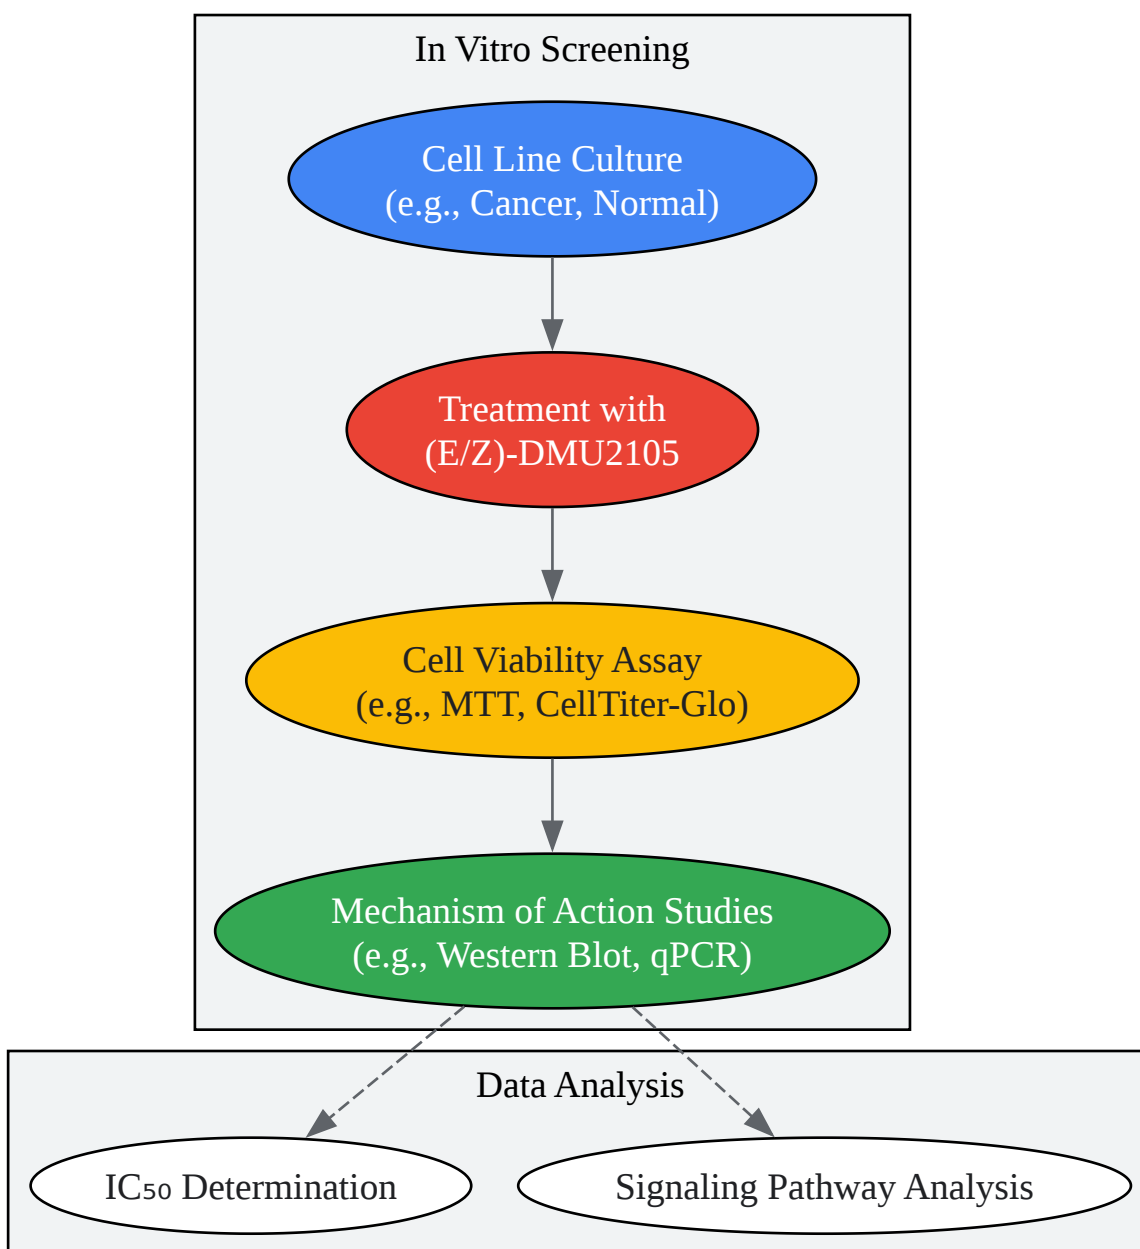 In Vitro Screening
Cell Line Culture
(e.g., Cancer, Normal)
Treatment with
(E/Z)-DMU2105
Cell Viability Assay
(e.g., MTT, CellTiter-Glo)
Mechanism of Action Studies
(e.g., Western Blot, qPCR)
Data Analysis
IC₅₀ Determination
Signaling Pathway Analysis